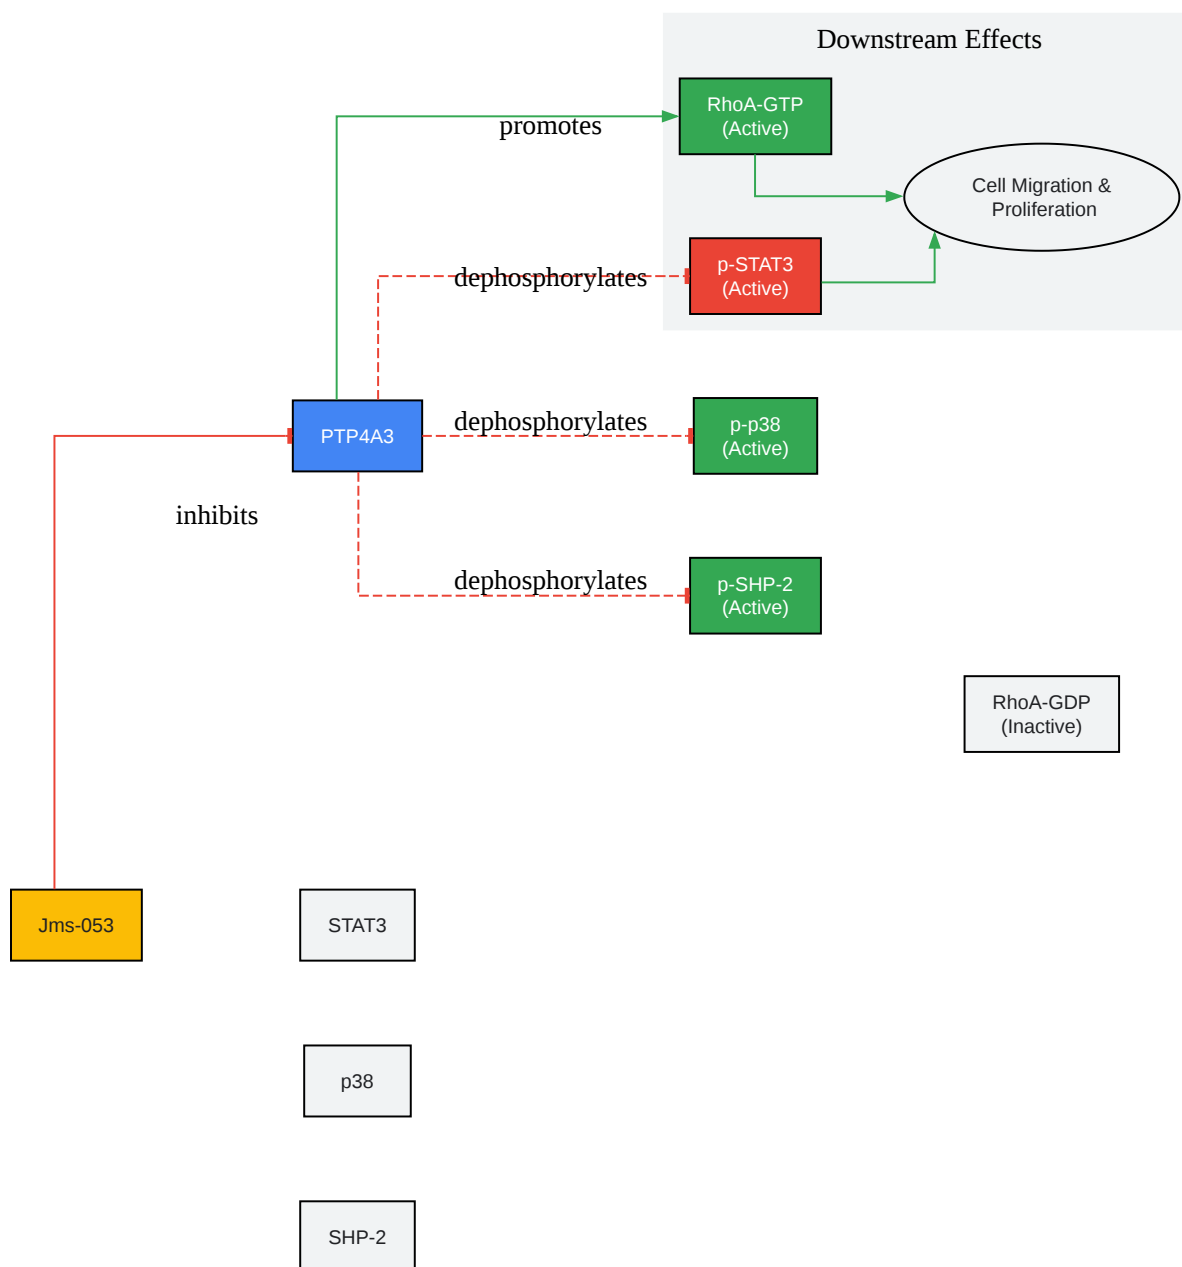 Downstream Effects
RhoA-GTP
(Active)
promotes
Cell Migration &
Proliferation
p-STAT3
(Active)
dephosphorylates
p-p38
(Active)
dephosphorylates
PTP4A3
inhibits
p-SHP-2
(Active)
dephosphorylates
RhoA-GDP
(Inactive)
Jms-053
STAT3
p38
SHP-2